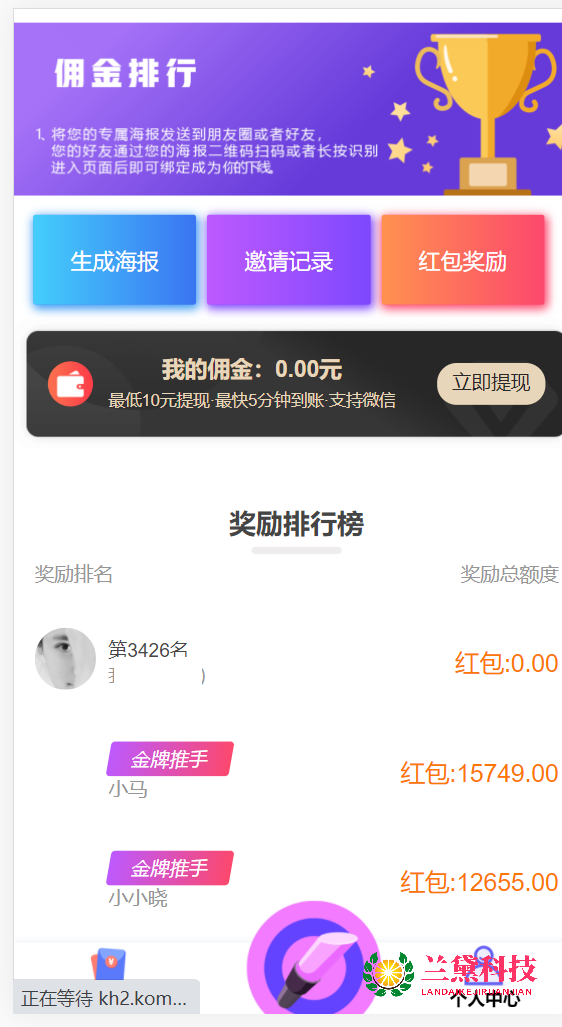 佣金排行
1、将您的专属海报发送到朋友圈或者好友，
您的好友通过您的海报二维码扫码或者长按识别
进入页面后即可绑定成为你的下线。
生成海报
邀请记录
红包奖励
我的佣金：0.00元
最低10元提现·最快5分钟到账·支持微信
立即提现
奖励排行榜
奖励排名
奖励总额度
第3426名
)
红包:0.00
金牌推手
小马
红包:15749.00
金牌推手
小小晓
红包:12655.00
兰黛科技
LANDAIKEJIRUANJIAN
个人中心
正在等待 kh2.kom...